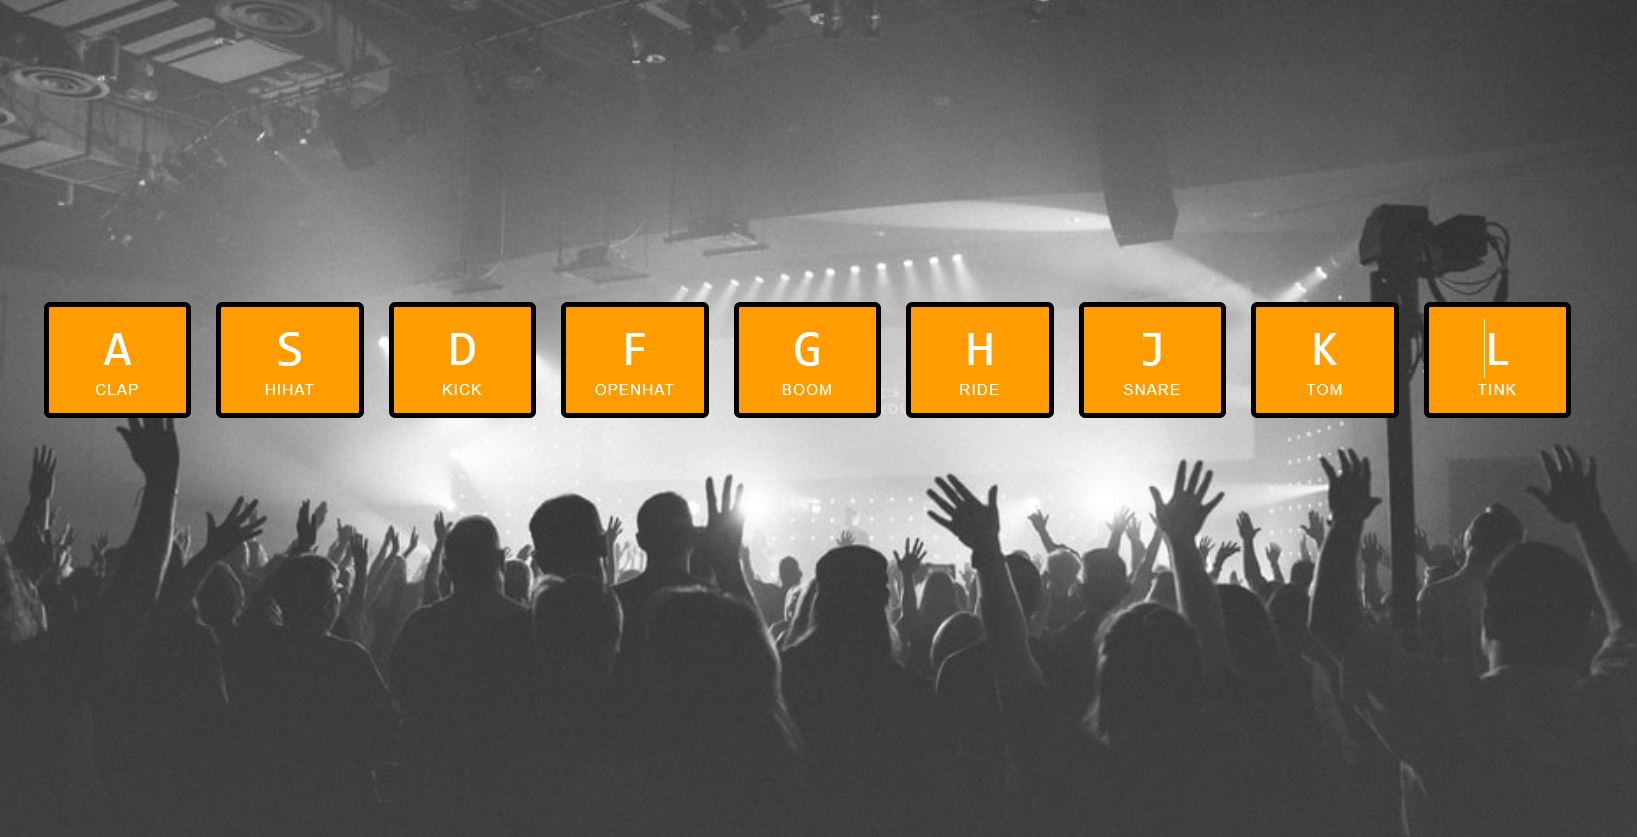 A S D F G H J K L
CLAP HIHAT KICK OPENHAT BOOM RIDE SNARE TOM TINK